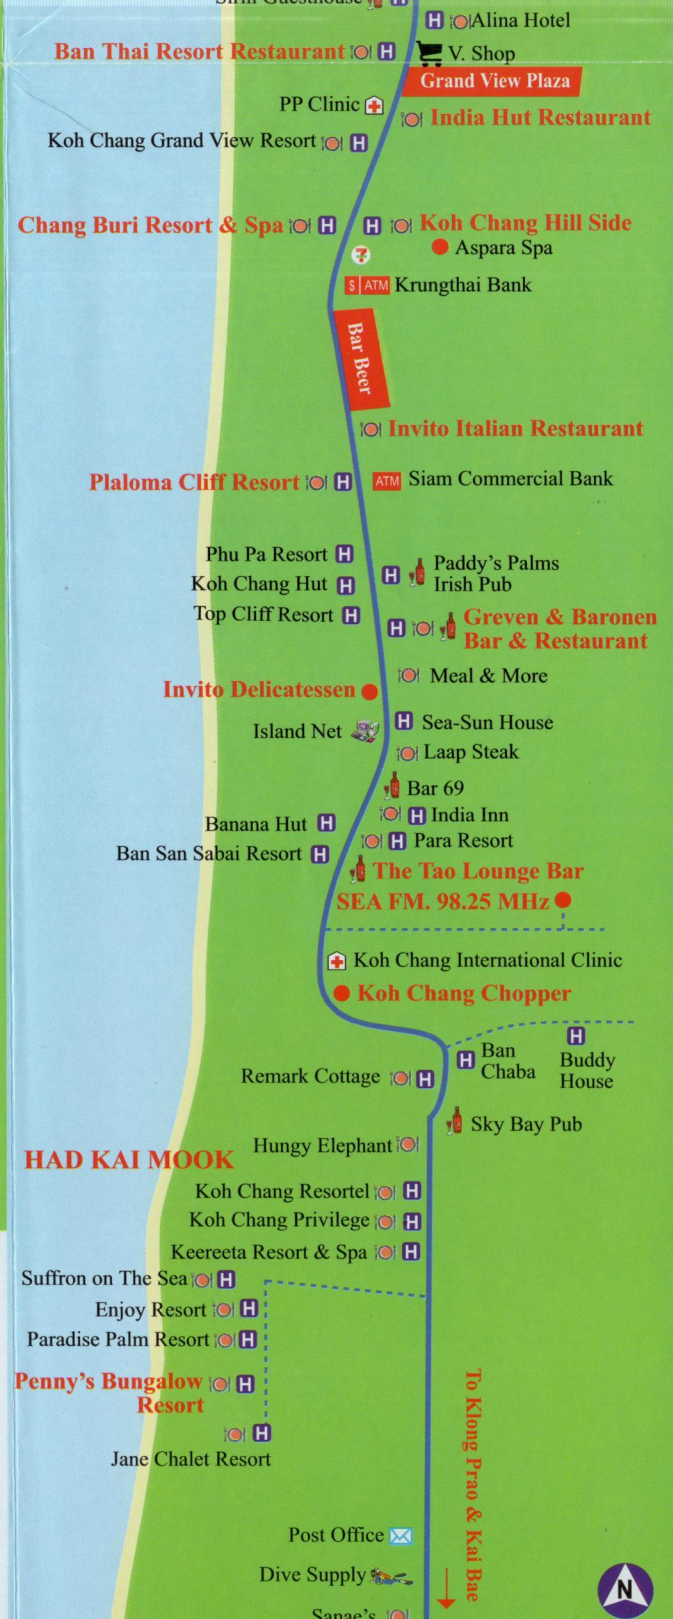 Sirin Guesthouse
H
H Alina Hotel
Ban Thai Resort Restaurant H
V. Shop
Grand View Plaza
PP Clinic
India Hut Restaurant
Koh Chang Grand View Resort H
Chang Buri Resort & Spa H
H Koh Chang Hill Side
Aspara Spa
7
$ ATM Krungthai Bank
Bar Beer
Invito Italian Restaurant
Plaloma Cliff Resort H
ATM Siam Commercial Bank
Phu Pa Resort H
Koh Chang Hut H
Top Cliff Resort H
H Paddy's Palms
Irish Pub
H Greven & Baronen
Bar & Restaurant
Meal & More
Invito Delicatessen
Island Net
H Sea-Sun House
Laap Steak
Bar 69
H India Inn
Banana Hut H
H Para Resort
Ban San Sabai Resort H
The Tao Lounge Bar
SEA FM. 98.25 MHz
Koh Chang International Clinic
Koh Chang Chopper
H Ban
Chaba
H
Buddy
House
Remark Cottage H
Sky Bay Pub
Hungy Elephant
HAD KAI MOOK
Koh Chang Resortel H
Koh Chang Privilege H
Keereeta Resort & Spa H
Suffron on The Sea H
Enjoy Resort H
Paradise Palm Resort H
Penny's Bungalow H
Resort
H
Jane Chalet Resort
To Klong Prao & Kai Bae
Post Office
Dive Supply
N
Sanae's